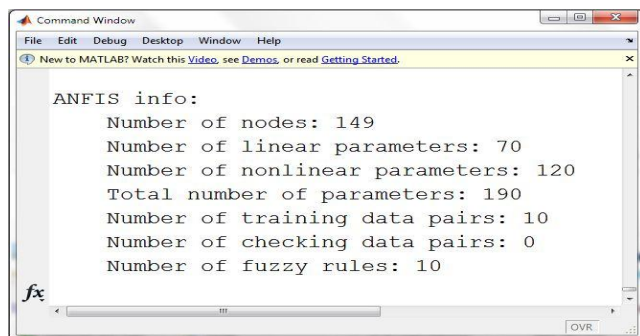 Command Window
File Edit Debug Desktop Window Help
New to MATLAB? Watch this Video, see Demos, or read Getting Started.
ANFIS info:
Number of nodes: 149
Number of linear parameters: 70
Number of nonlinear parameters: 120
Total number of parameters: 190
Number of training data pairs: 10
Number of checking data pairs: 0
Number of fuzzy rules: 10
fx
OVR